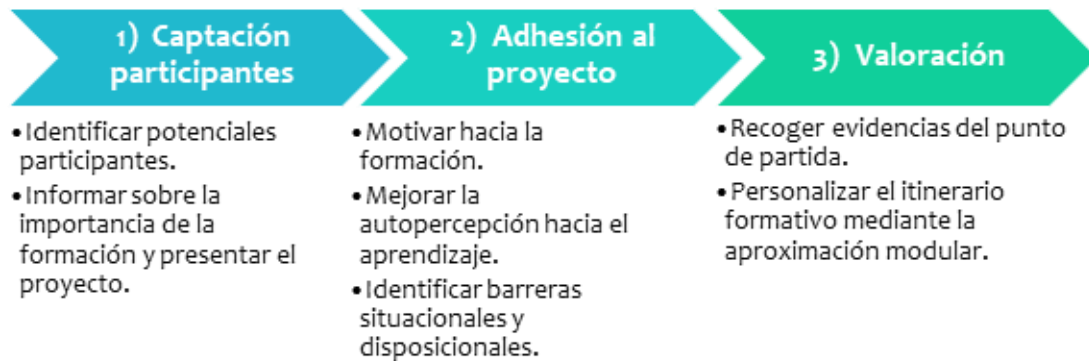 1) Captación
participantes
•Identificar potenciales
participantes.
•Informar sobre la
importancia de la
formación y presentar el
proyecto.
2) Adhesión al
proyecto
•Motivar hacia la
formación.
•Mejorar la
autopercepción hacia el
aprendizaje.
•Identificar barreras
situacionales y
disposicionales.
3) Valoración
•Recoger evidencias del punto
de partida.
•Personalizar el itinerario
formativo mediante la
aproximación modular.